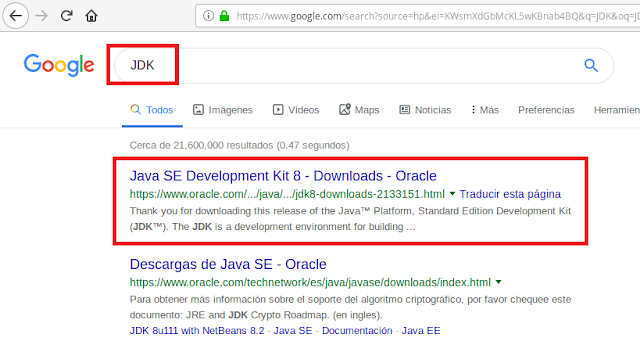 https://www.google.com/search?source=hp&ei=KWsmXdGbMcKL5wKBnab4BQ&q=JDK&oq=JD
Google JDK
Todos Imágenes Videos Maps Noticias Más Preferencias Herramien
Cerca de 21,600,000 resultados (0.47 segundos)
Java SE Development Kit 8 - Downloads - Oracle
https://www.oracle.com/.../java/.../jdk8-downloads-2133151.html Traducir esta página
Thank you for downloading this release of the Java™ Platform, Standard Edition Development Kit
(JDK™). The JDK is a development environment for building ...
Descargas de Java SE - Oracle
https://www.oracle.com/technetwork/es/java/javase/downloads/index.html
Para obtener más información sobre el soporte del algoritmo criptográfico, por favor chequee este
documento: JRE and JDK Crypto Roadmap. (en ingles).
JDK 8u111 with NetBeans 8.2 · Java SE · Documentación · Java EE